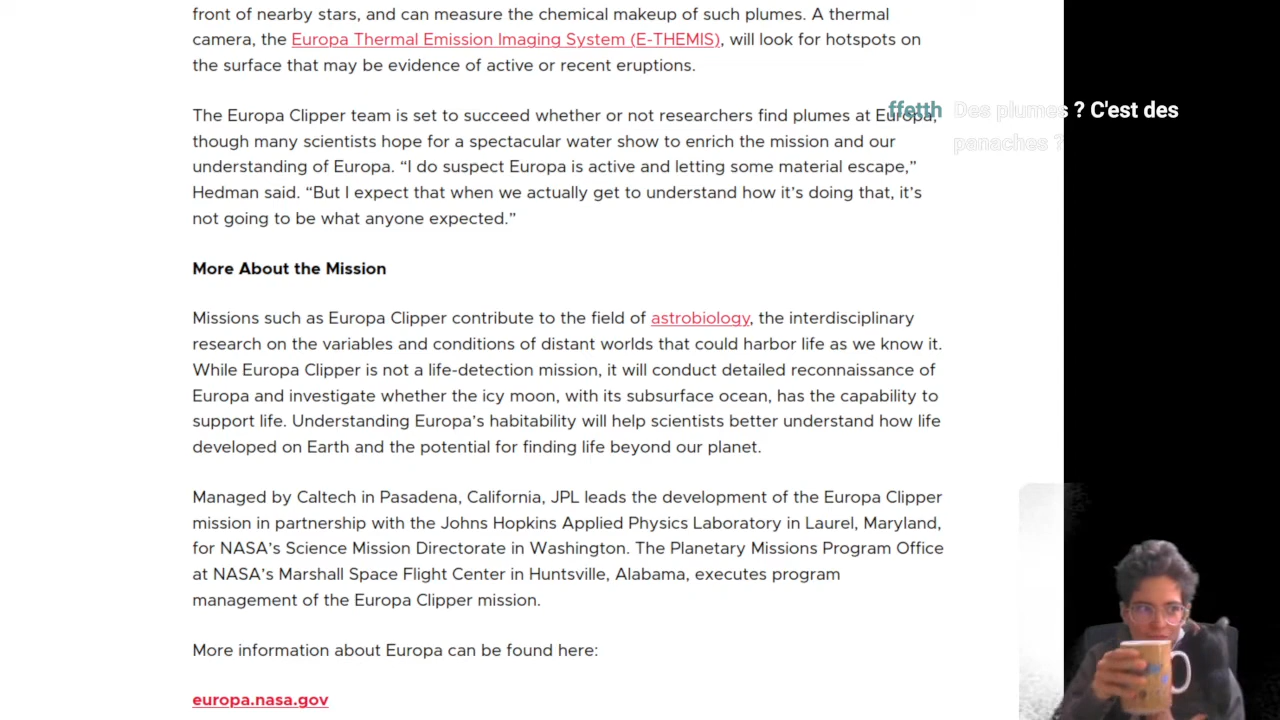 front of nearby stars, and can measure the chemical makeup of such plumes. A thermal
camera, the Europa Thermal Emission Imaging System (E-THEMIS), will look for hotspots on
the surface that may be evidence of active or recent eruptions.
The Europa Clipper team is set to succeed whether or not researchers find plumes at Europa,
though many scientists hope for a spectacular water show to enrich the mission and our
understanding of Europa. “I do suspect Europa is active and letting some material escape,”
Hedman said. “But I expect that when we actually get to understand how it’s doing that, it’s
not going to be what anyone expected.”
More About the Mission
Missions such as Europa Clipper contribute to the field of astrobiology, the interdisciplinary
research on the variables and conditions of distant worlds that could harbor life as we know it.
While Europa Clipper is not a life-detection mission, it will conduct detailed reconnaissance of
Europa and investigate whether the icy moon, with its subsurface ocean, has the capability to
support life. Understanding Europa’s habitability will help scientists better understand how life
developed on Earth and the potential for finding life beyond our planet.
Managed by Caltech in Pasadena, California, JPL leads the development of the Europa Clipper
mission in partnership with the Johns Hopkins Applied Physics Laboratory in Laurel, Maryland,
for NASA’s Science Mission Directorate in Washington. The Planetary Missions Program Office
at NASA’s Marshall Space Flight Center in Huntsville, Alabama, executes program
management of the Europa Clipper mission.
More information about Europa can be found here:
europa.nasa.gov
ffetth Des plumes ? C'est des
panaches ?